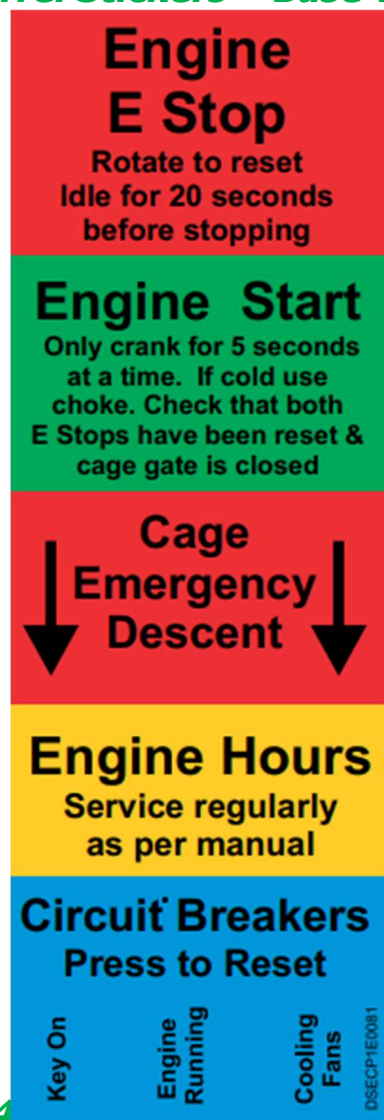 Engine
E Stop
Rotate to reset
Idle for 20 seconds
before stopping
Engine Start
Only crank for 5 seconds
at a time. If cold use
choke. Check that both
E Stops have been reset &
cage gate is closed
Cage
Emergency
Descent
Engine Hours
Service regularly
as per manual
Circuit Breakers
Press to Reset
Key On
Engine
Running
Cooling
Fans
DSECP1E0081